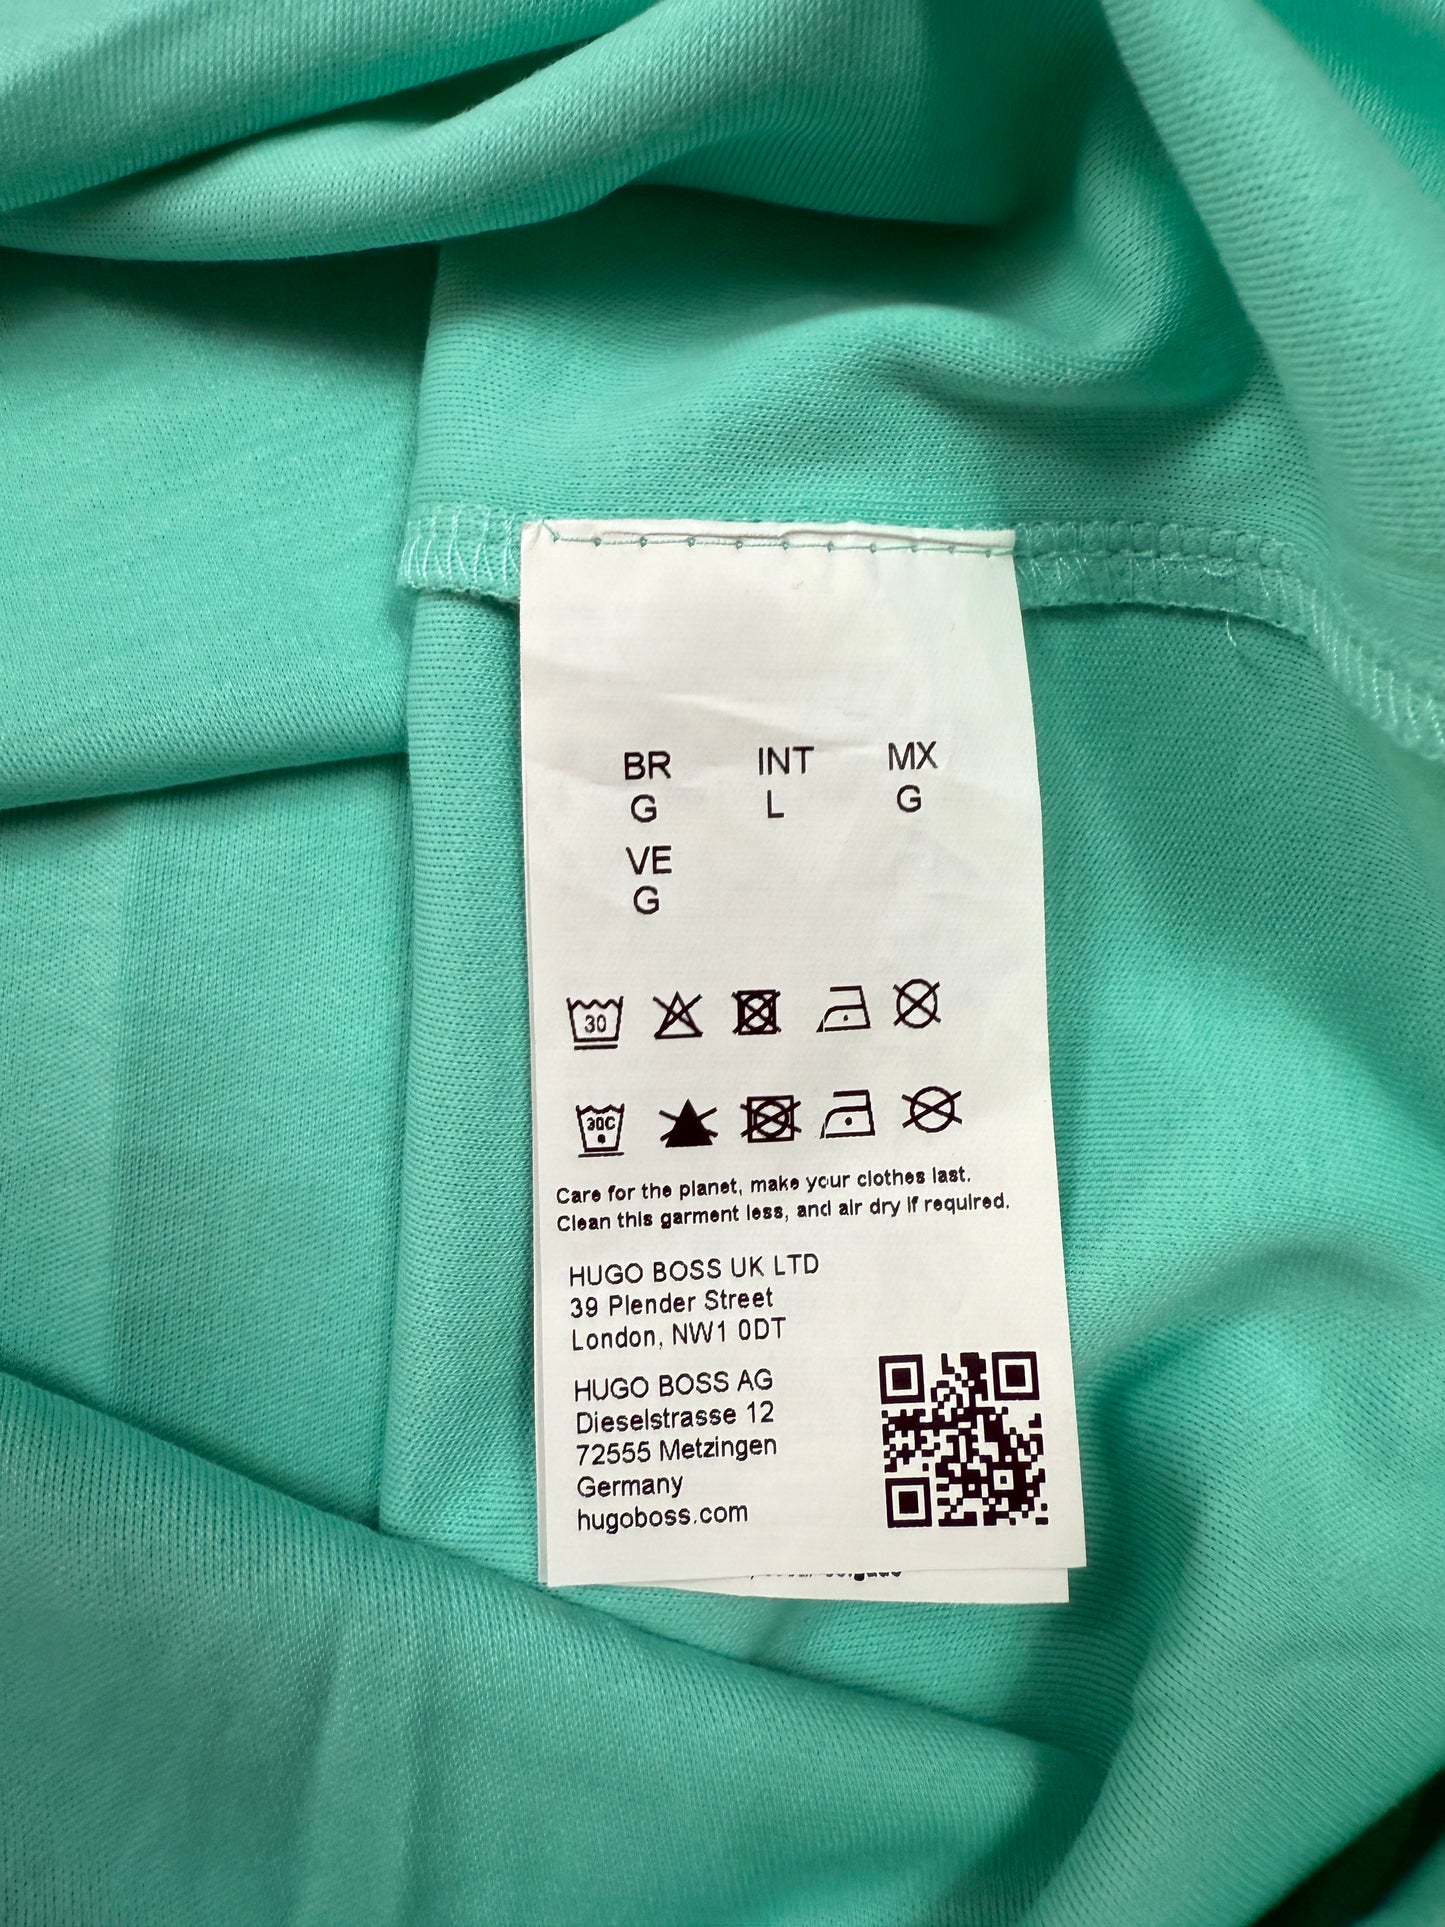 BR INT MX
G L G
VE
G
30
30C
Care for the planet, make your clothes last.
Clean this garment less, and air dry if required.
HUGO BOSS UK LTD
39 Plender Street
London, NW1 0DT
HUGO BOSS AG
Dieselstrasse 12
72555 Metzingen
Germany
hugoboss.com